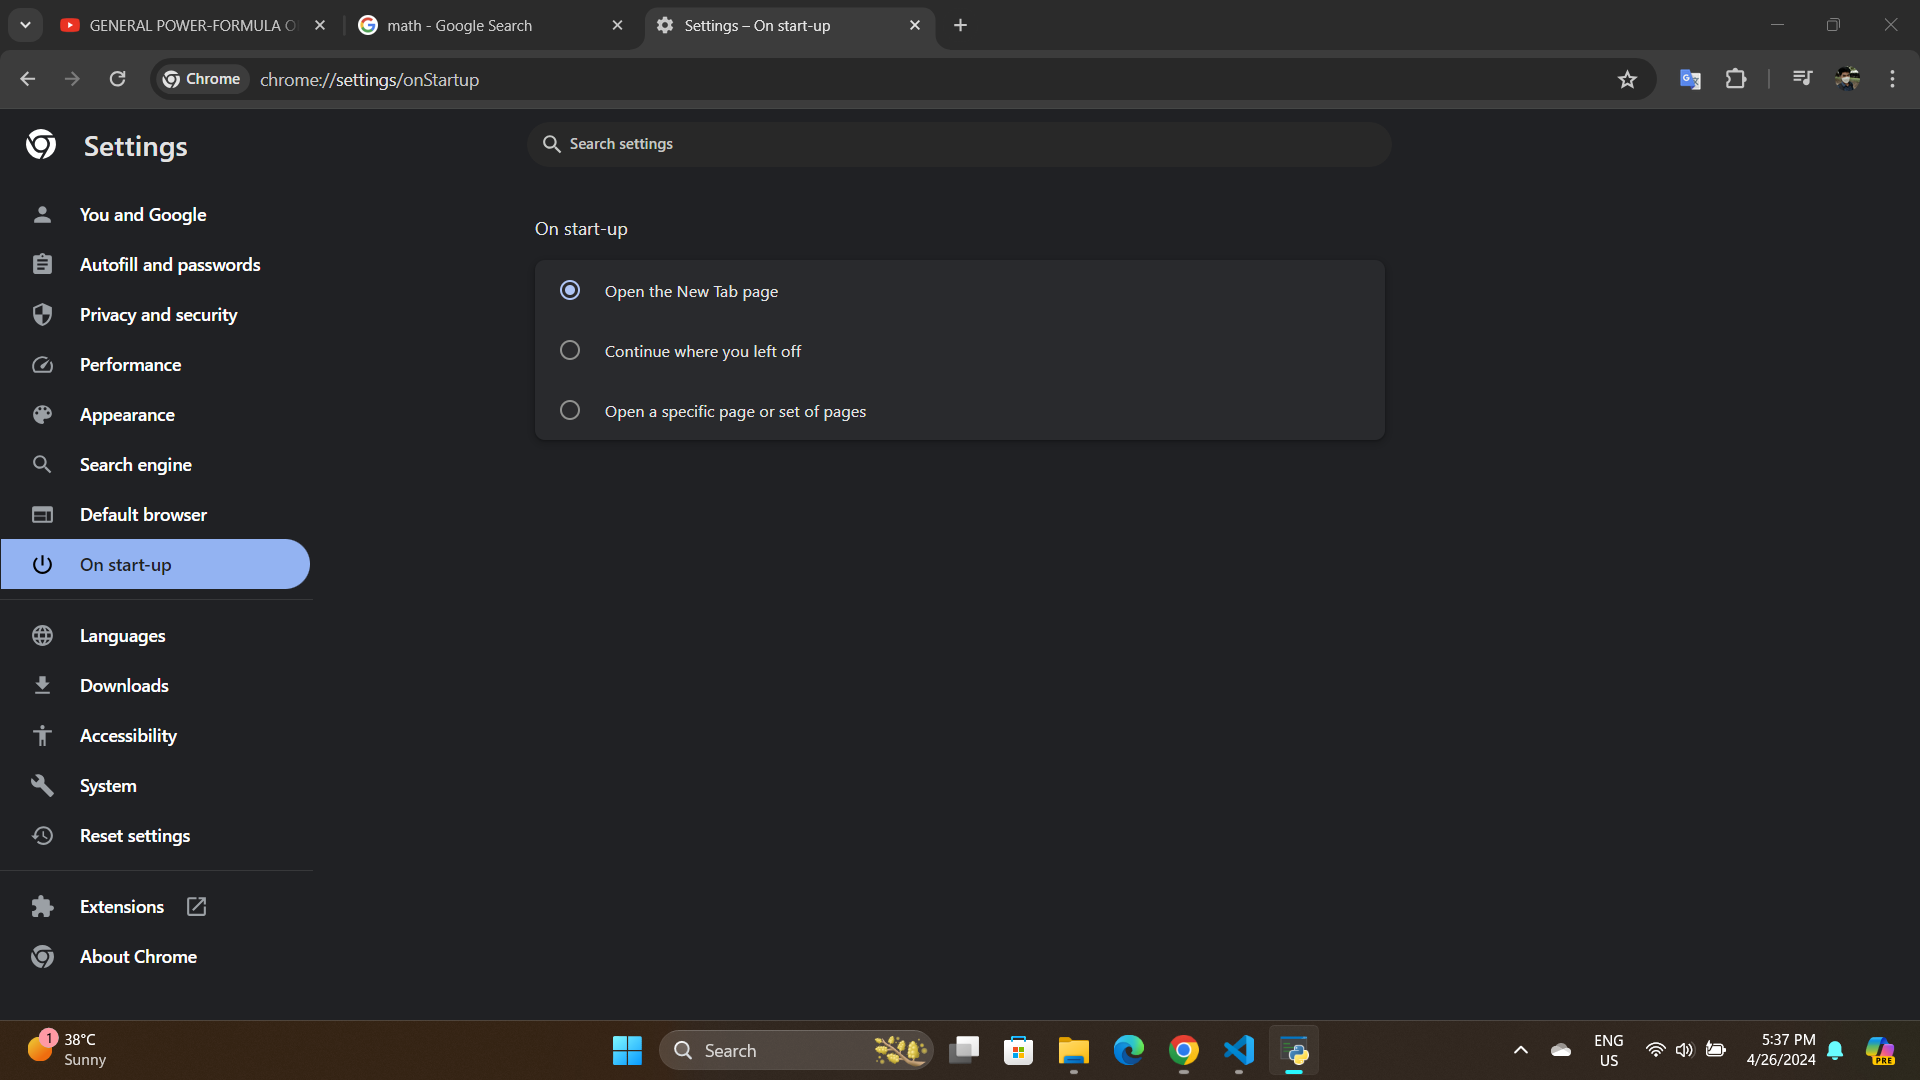 GENERAL POWER-FORMULA O
math - Google Search
Settings – On start-up
Chrome
chrome://settings/onStartup
Settings
Search settings
You and Google
Autofill and passwords
Privacy and security
Performance
Appearance
Search engine
Default browser
On start-up
Languages
Downloads
Accessibility
System
Reset settings
Extensions
About Chrome
On start-up
Open the New Tab page
Continue where you left off
Open a specific page or set of pages
1
38°C
Sunny
Search
ENG
US
5:37 PM
4/26/2024
PRE